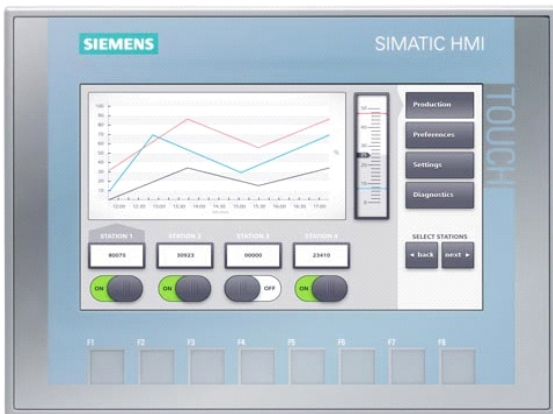 SIEMENS
SIMATIC HMI
TOUCH
Production
Preferences
Settings
Diagnostics
STATION 1
STATION 2
STATION 3
STATION 4
80075
30923
00000
23410
ON
ON
OFF
ON
SELECT STATIONS
◄ back
next ►
F1
F2
F3
F4
F5
F6
F7
F8